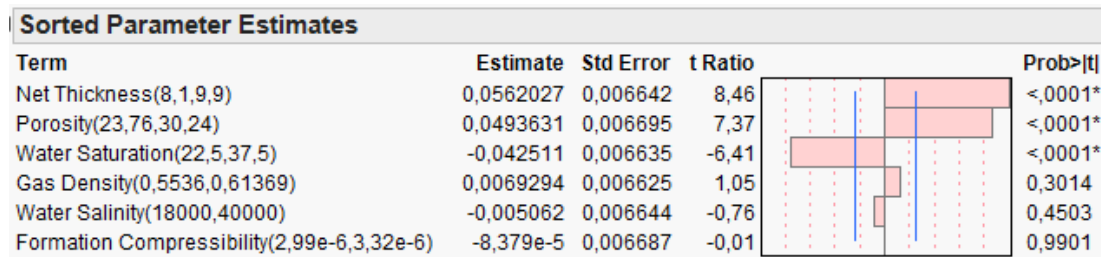 Sorted Parameter Estimates
Term Estimate Std Error t Ratio Prob>|t|
Net Thickness(8,1,9,9) 0,0562027 0,006642 8,46 <,0001*
Porosity(23,76,30,24) 0,0493631 0,006695 7,37 <,0001*
Water Saturation(22,5,37,5) -0,042511 0,006635 -6,41 <,0001*
Gas Density(0,5536,0,61369) 0,0069294 0,006625 1,05 0,3014
Water Salinity(18000,40000) -0,005062 0,006644 -0,76 0,4503
Formation Compressibility(2,99e-6,3,32e-6) -8,379e-5 0,006687 -0,01 0,9901